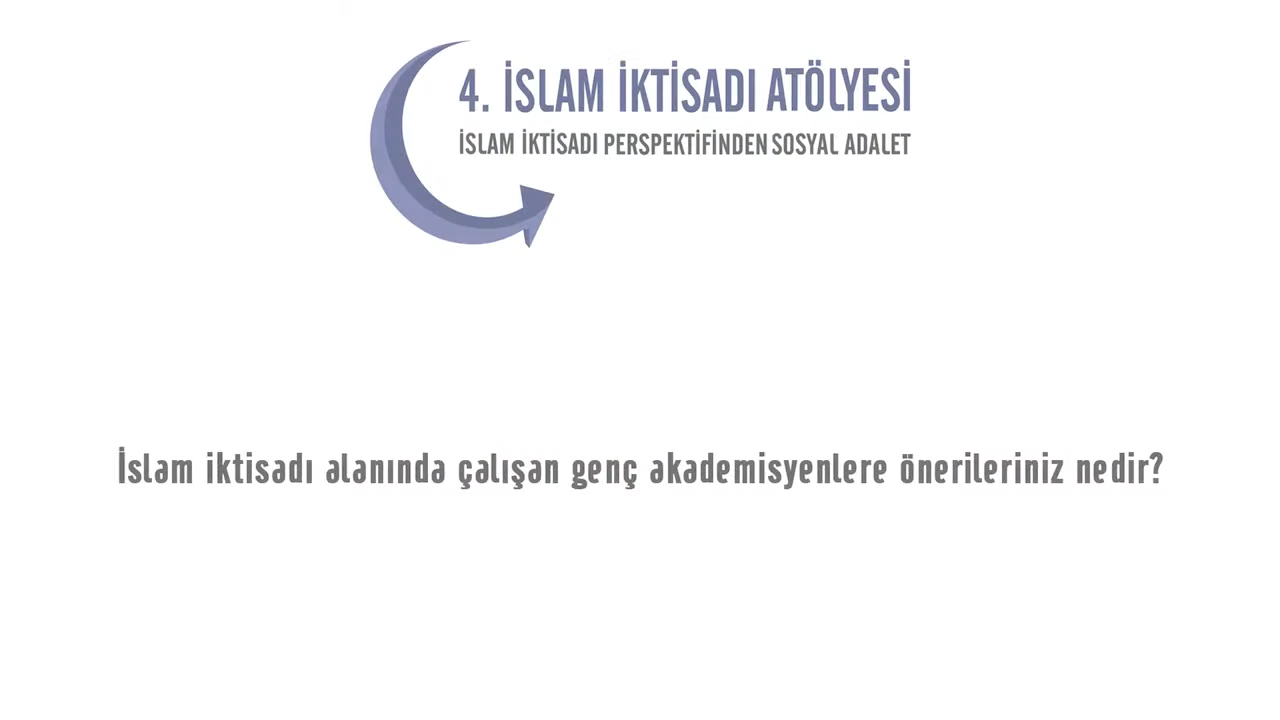 4. İSLAM İKTİSADI ATÖLYESİ
İSLAM İKTİSADI PERSPEKTİFİNDEN SOSYAL ADALET
İslam iktisadı alanında çalışan genç akademisyenlere önerileriniz nedir?